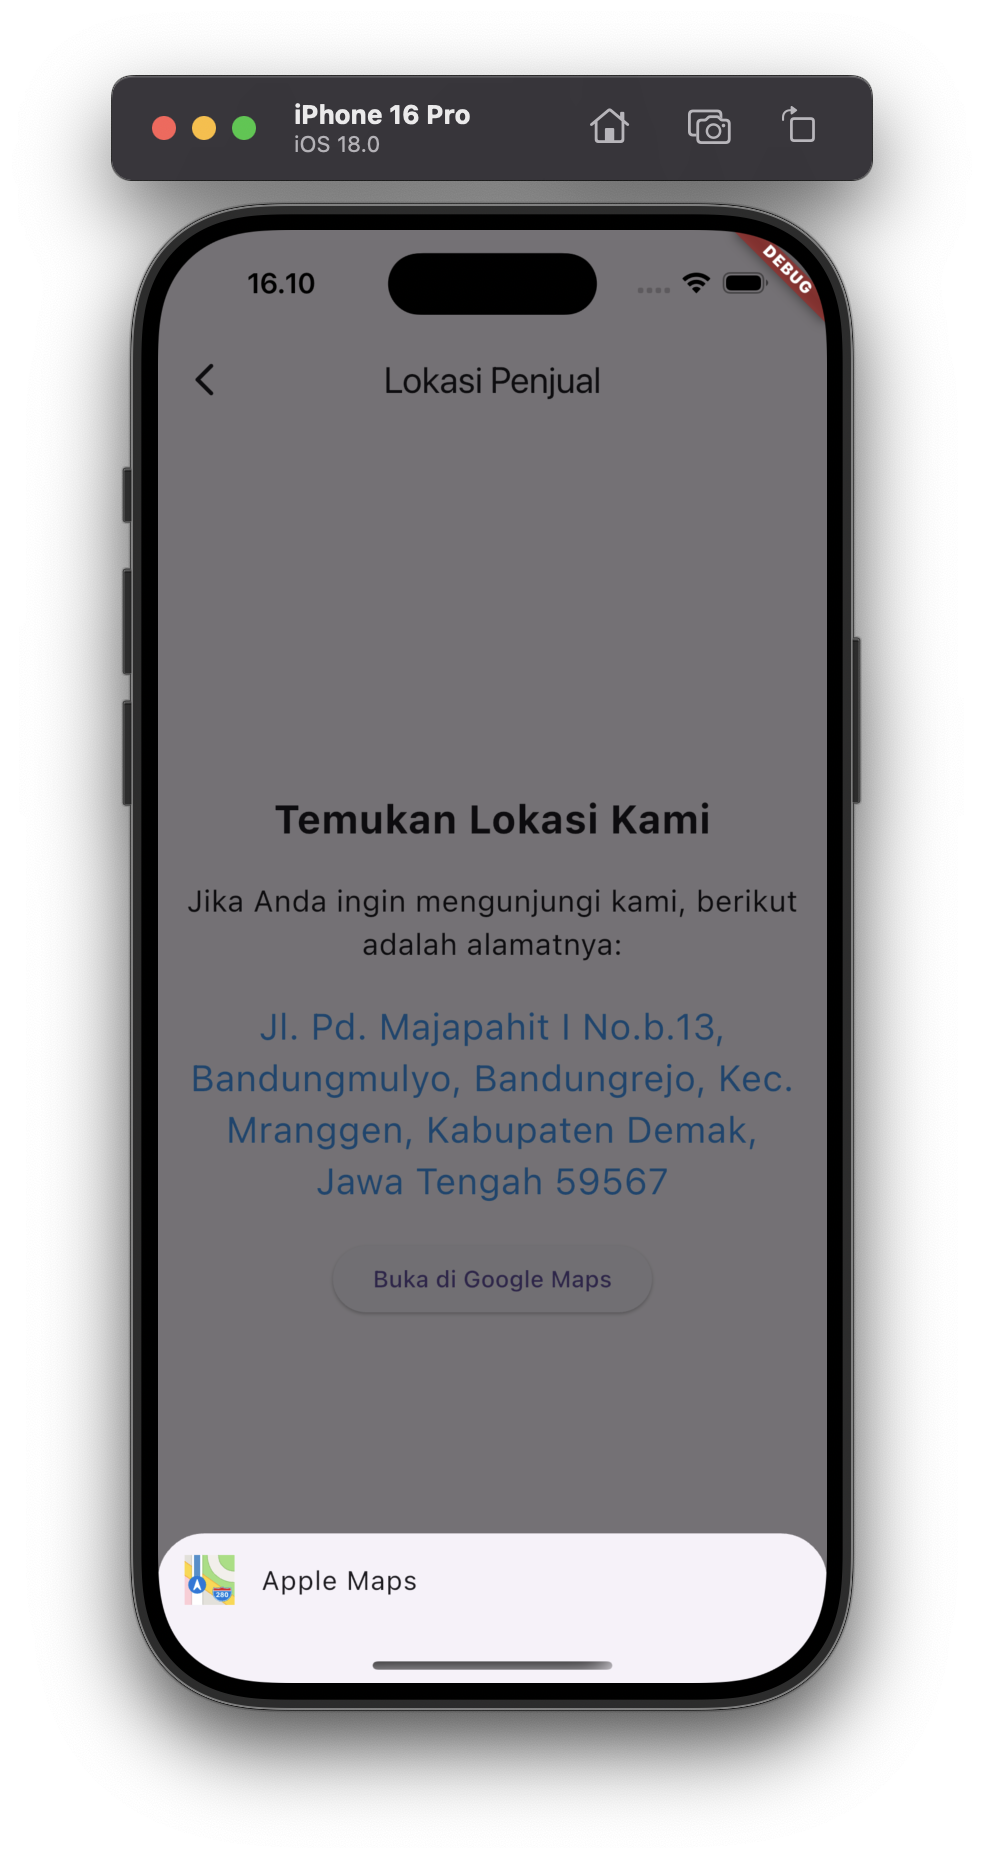 iPhone 16 Pro
iOS 18.0
16.10
DEBUG
Lokasi Penjual
Temukan Lokasi Kami
Jika Anda ingin mengunjungi kami, berikut
adalah alamatnya:
Jl. Pd. Majapahit I No.b.13,
Bandungmulyo, Bandungrejo, Kec.
Mranggen, Kabupaten Demak,
Jawa Tengah 59567
Buka di Google Maps
280
Apple Maps